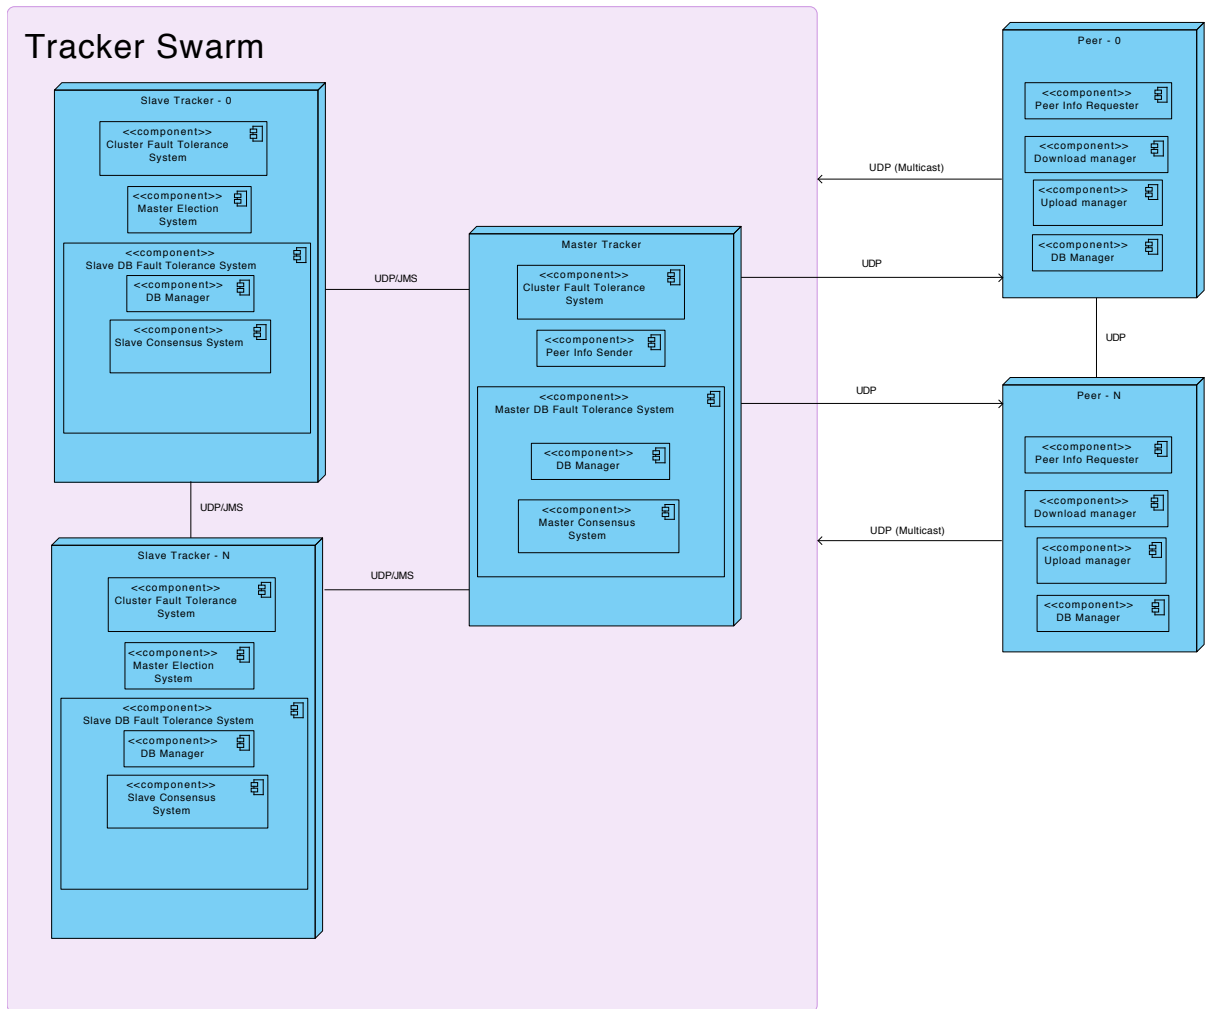 Tracker Swarm
Slave Tracker - 0
<<component>>
Cluster Fault Tolerance
System
<<component>>
Master Election
System
<<component>>
Slave DB Fault Tolerance System
<<component>>
DB Manager
<<component>>
Slave Consensus System
UDP/JMS
UDP/JMS
Slave Tracker - N
<<component>>
Cluster Fault Tolerance
System
<<component>>
Master Election
System
<<component>>
Slave DB Fault Tolerance System
<<component>>
DB Manager
<<component>>
Slave Consensus
System
UDP/JMS
Master Tracker
<<component>>
Cluster Fault Tolerance
System
<<component>>
Peer Info Sender
<<component>>
Master DB Fault Tolerance System
<<component>>
DB Manager
<<component>>
Master Consensus
System
UDP (Multicast)
UDP
UDP
UDP (Multicast)
Peer - 0
<<component>>
Peer Info Requester
<<component>>
Download manager
<<component>>
Upload manager
<<component>>
DB Manager
UDP
Peer - N
<<component>>
Peer Info Requester
<<component>>
Download manager
<<component>>
Upload manager
<<component>>
DB Manager